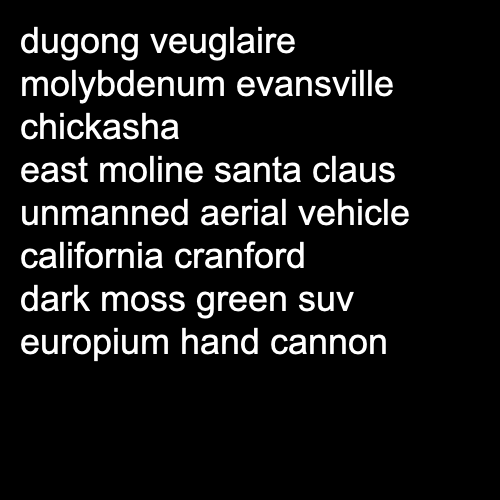 dugong veuglaire
molybdenum evansville
chickasha
east moline santa claus
unmanned aerial vehicle
california cranford
dark moss green suv
europium hand cannon